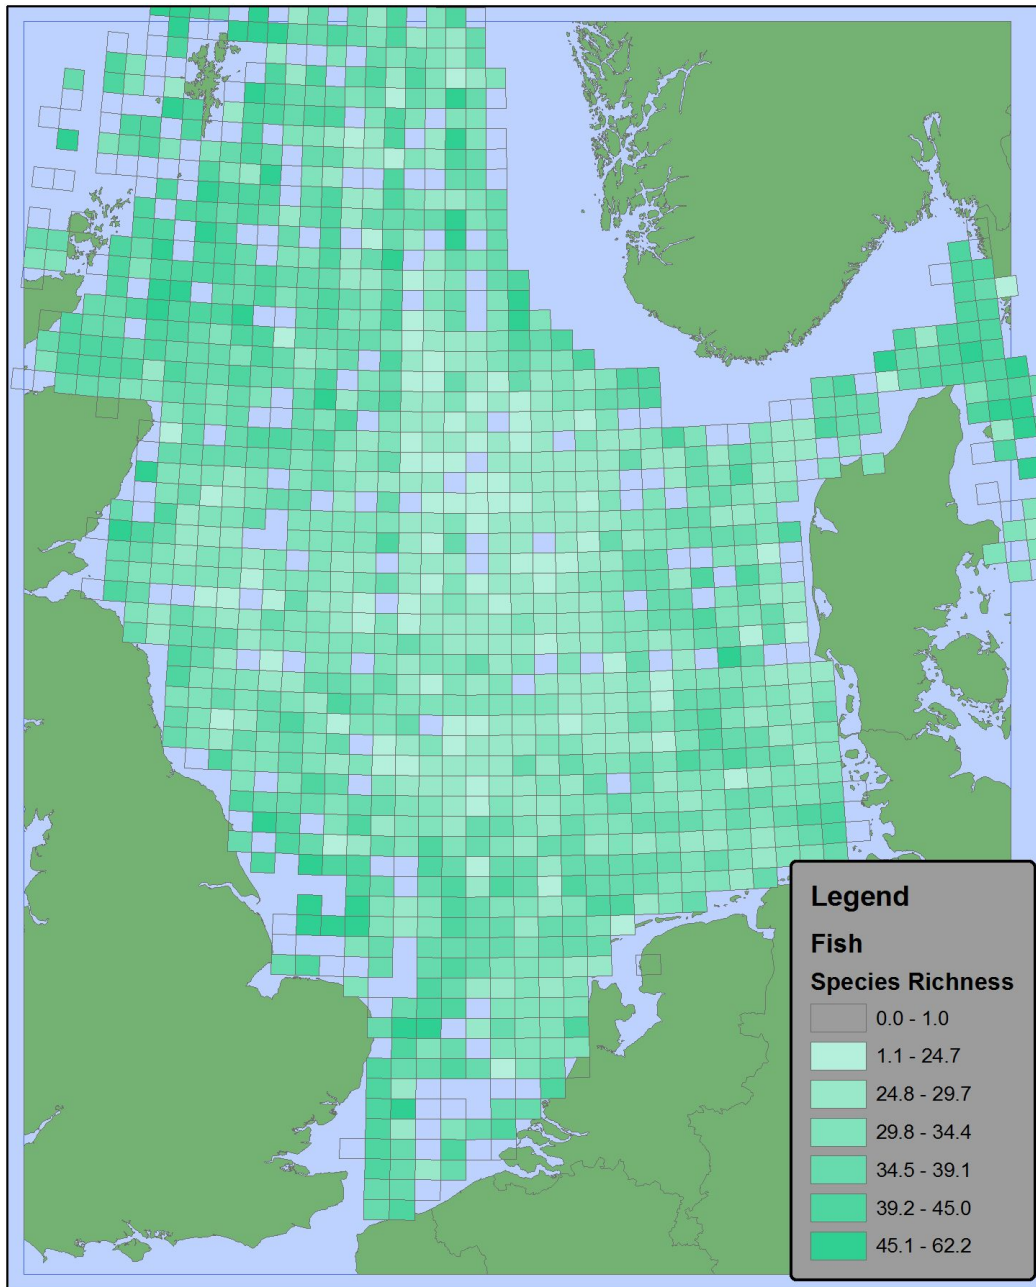 Legend
Fish
Species Richness
0.0 - 1.0
1.1 - 24.7
24.8 - 29.7
29.8 - 34.4
34.5 - 39.1
39.2 - 45.0
45.1 - 62.2